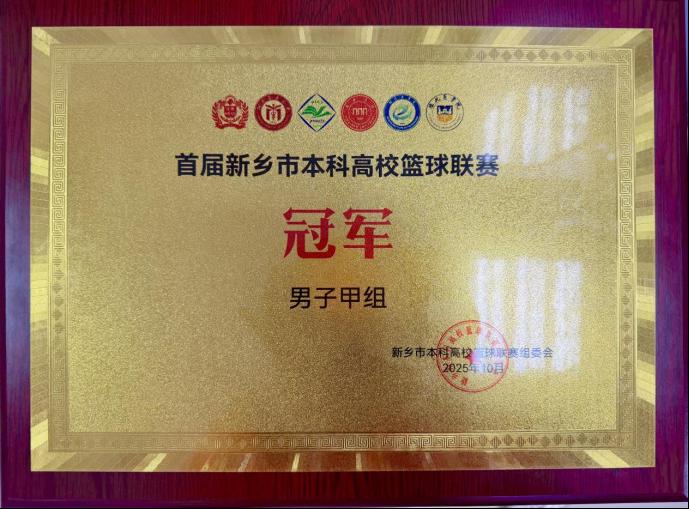 首届新乡市本科高校篮球联赛
冠军
男子甲组
新乡市本科高校篮球联赛组委会
2025年10月